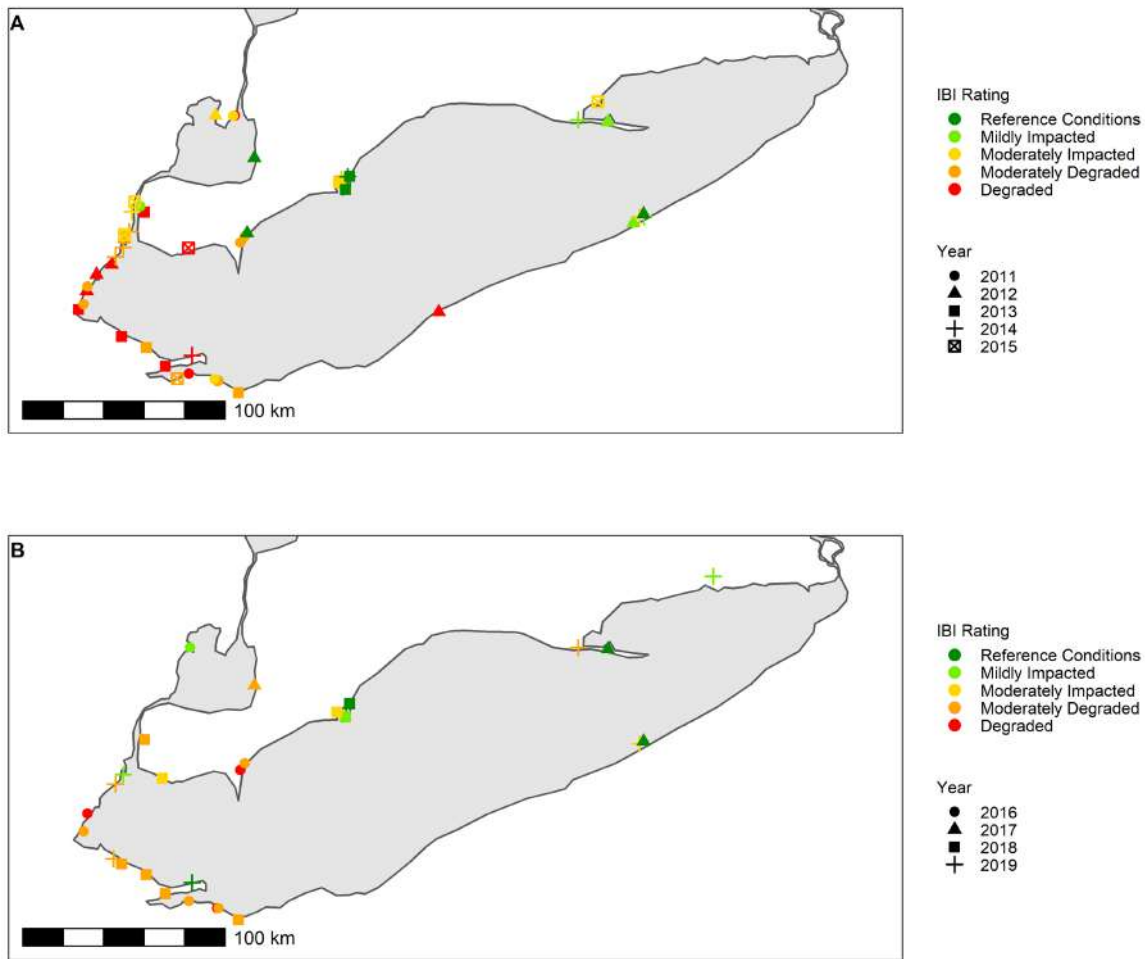 A
IBI Rating
Reference Conditions
Mildly Impacted
Moderately Impacted
Moderately Degraded
Degraded
Year
2011
2012
2013
2014
2015
100 km
B
IBI Rating
Reference Conditions
Mildly Impacted
Moderately Impacted
Moderately Degraded
Degraded
Year
2016
2017
2018
2019
100 km